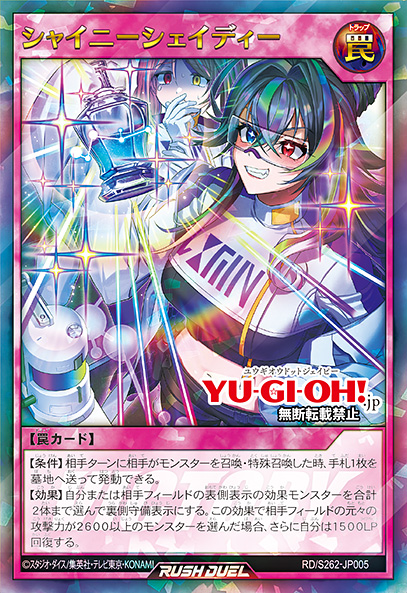 シャイニーシェイディー
トラップ
罠
ユウギオウドットジェイピー
YU-GI-OH!.jp
無断転載禁止
【罠カード】
【条件】相手ターンに相手がモンスターを召喚・特殊召喚した時、手札1枚を
墓地へ送って発動できる。
【効果】自分または相手フィールドの表側表示の効果モンスターを合計
2体まで選んで裏側守備表示にする。この効果で相手フィールドの元々の
攻撃力が2600以上のモンスターを選んだ場合、さらに自分は1500LP
回復する。
©スタジオ・ダイス/集英社・テレビ東京・KONAMI
RUSH DUEL
RD/S262-JP005